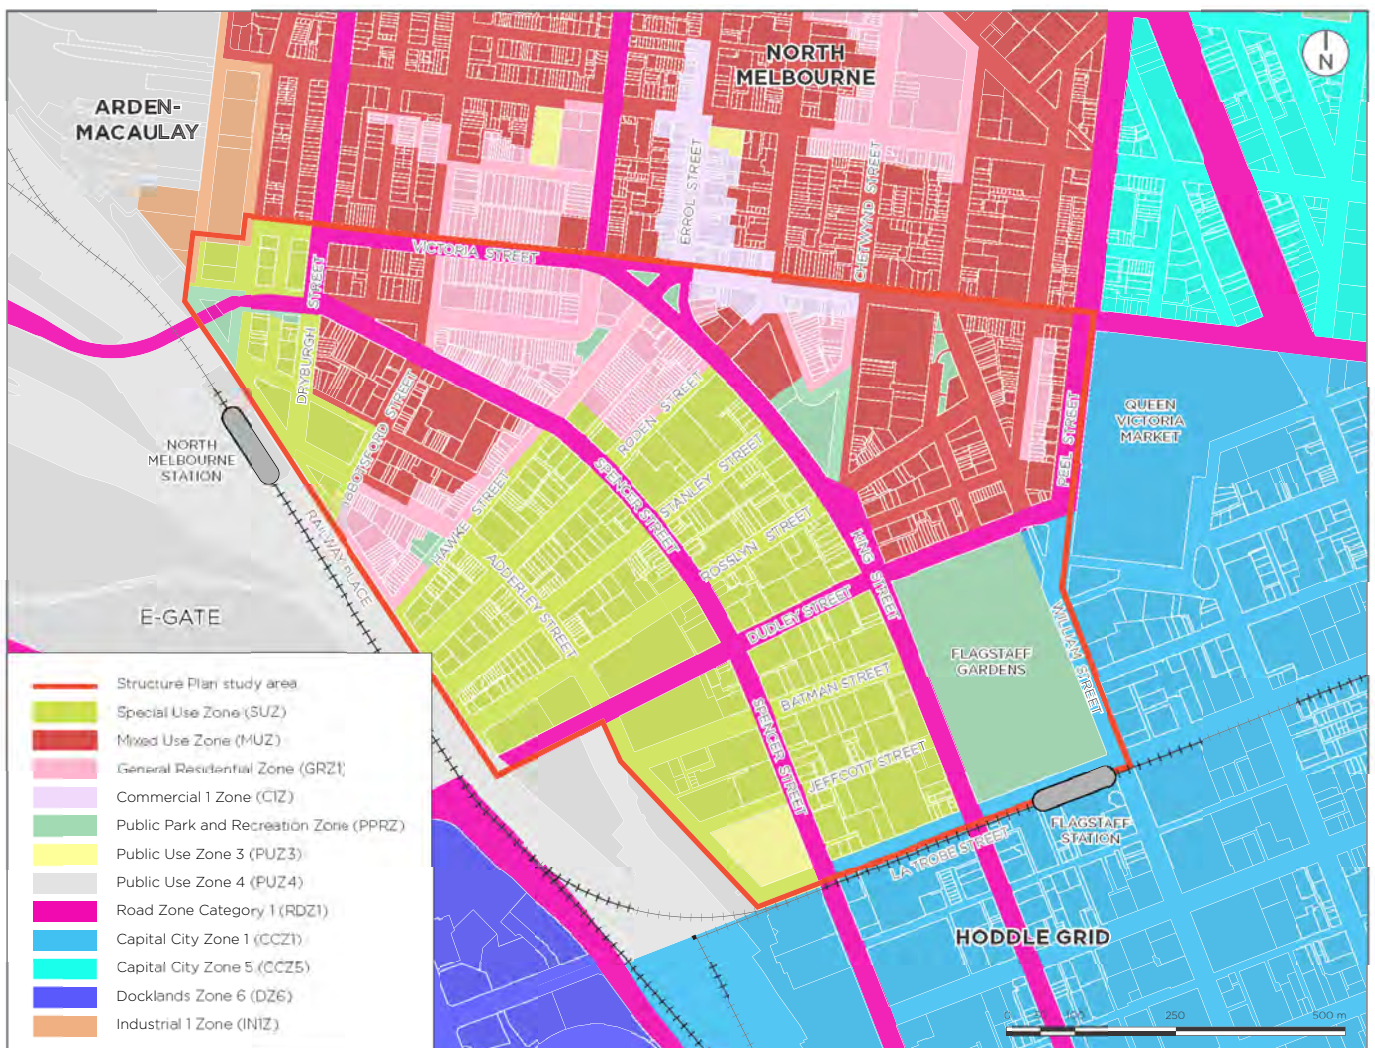 N
NORTH
MELBOURNE
ARDEN-
MACAULAY
ERROL STREET
CHETWYND STREET
VICTORIA STREET
STREET
DRYBURGH
ABBOTSFORD STREET
HAWKE STREET
RODEN STREET
STANLEY STREET
ROSSLYN STREET
SPENCER STREET
ADDERLEY STREET
RAILWAY PLACE
KING STREET
DUDLEY STREET
BATMAN STREET
JEFFCOTT STREET
SPENCER STREET
PEEL STREET
WILLIAM STREET
LA TROBE STREET
QUEEN
VICTORIA
MARKET
NORTH
MELBOURNE
STATION
E-GATE
FLAGSTAFF
GARDENS
FLAGSTAFF
STATION
HODDLE GRID
Structure Plan study area
Special Use Zone (SUZ)
Mixed Use Zone (MUZ)
General Residential Zone (GRZ1)
Commercial 1 Zone (C1Z)
Public Park and Recreation Zone (PPRZ)
Public Use Zone 3 (PUZ3)
Public Use Zone 4 (PUZ4)
Road Zone Category 1 (RDZ1)
Capital City Zone 1 (CCZ1)
Capital City Zone 5 (CCZ5)
Docklands Zone 6 (DZ6)
Industrial 1 Zone (IN1Z)
0 50 100 250 500 m